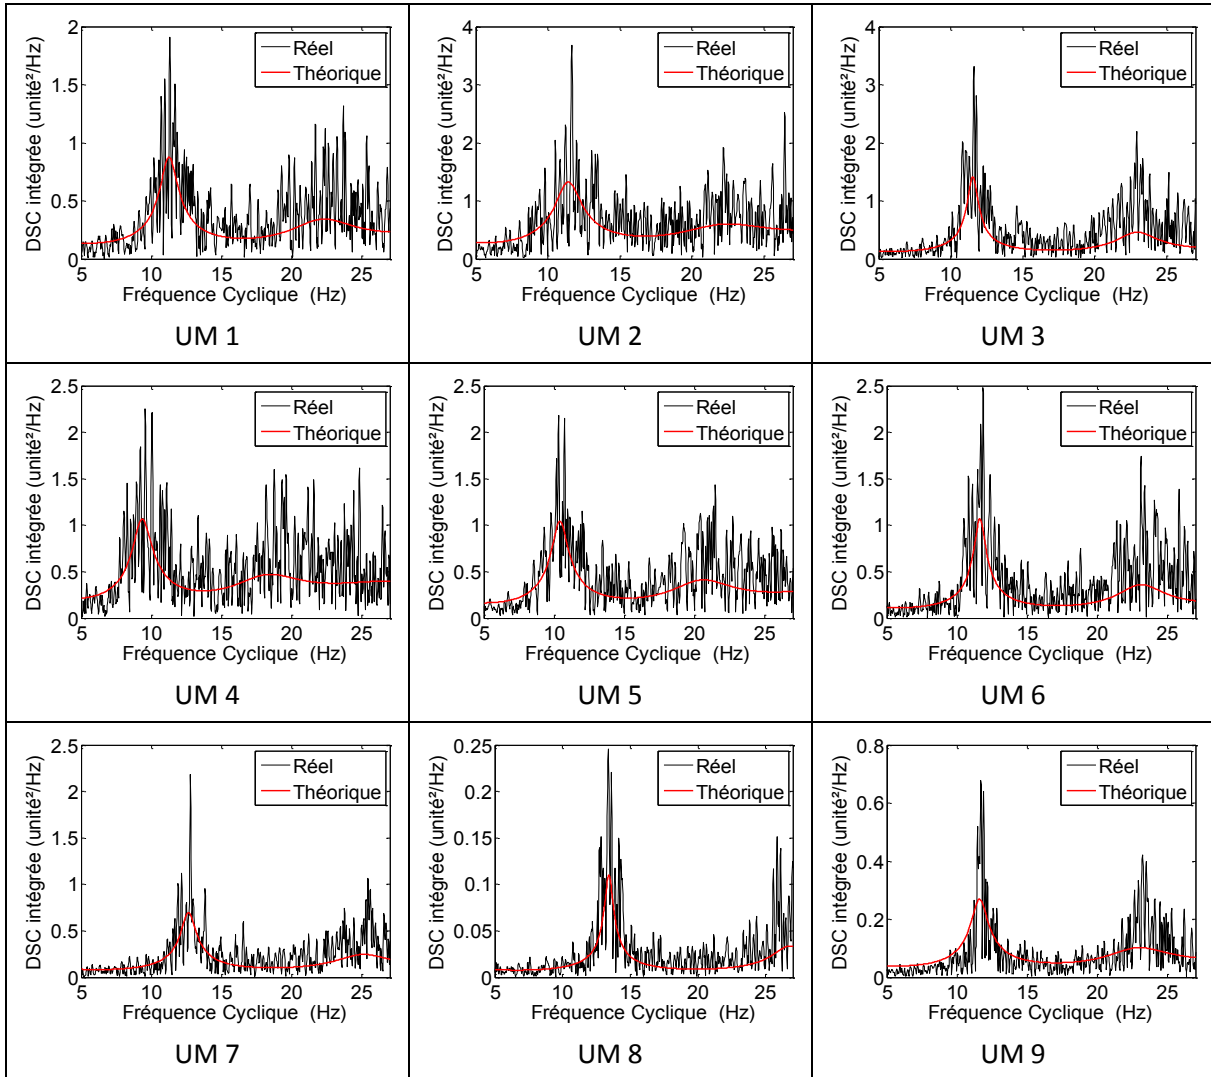 DSC intégrée (unité²/Hz)
2
1.5
1
0.5
0
5 10 15 20 25
Fréquence Cyclique (Hz)
Réel
Théorique
UM 1
DSC intégrée (unité²/Hz)
4
3
2
1
0
5 10 15 20 25
Fréquence Cyclique (Hz)
Réel
Théorique
UM 2
DSC intégrée (unité²/Hz)
4
3
2
1
0
5 10 15 20 25
Fréquence Cyclique (Hz)
Réel
Théorique
UM 3
DSC intégrée (unité²/Hz)
2.5
2
1.5
1
0.5
0
5 10 15 20 25
Fréquence Cyclique (Hz)
Réel
Théorique
UM 4
DSC intégrée (unité²/Hz)
2.5
2
1.5
1
0.5
0
5 10 15 20 25
Fréquence Cyclique (Hz)
Réel
Théorique
UM 5
DSC intégrée (unité²/Hz)
2.5
2
1.5
1
0.5
0
5 10 15 20 25
Fréquence Cyclique (Hz)
Réel
Théorique
UM 6
DSC intégrée (unité²/Hz)
2.5
2
1.5
1
0.5
0
5 10 15 20 25
Fréquence Cyclique (Hz)
Réel
Théorique
UM 7
DSC intégrée (unité²/Hz)
0.25
0.2
0.15
0.1
0.05
0
5 10 15 20 25
Fréquence Cyclique (Hz)
Réel
Théorique
UM 8
DSC intégrée (unité²/Hz)
0.8
0.6
0.4
0.2
0
5 10 15 20 25
Fréquence Cyclique (Hz)
Réel
Théorique
UM 9